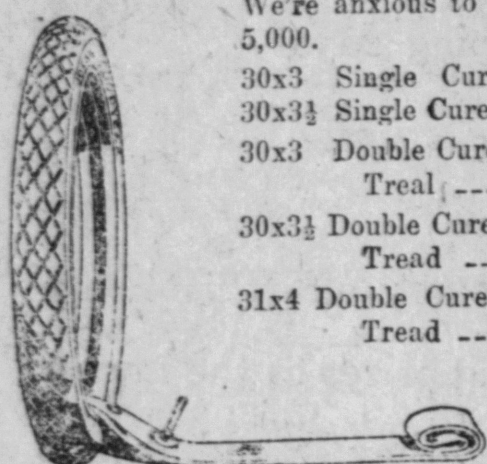 We're anxious to
5,000.
30x3 Single Cur
30x3½ Single Cure
30x3 Double Cure
Treal --
30x3½ Double Cure
Tread --
31x4 Double Cure
Tread --